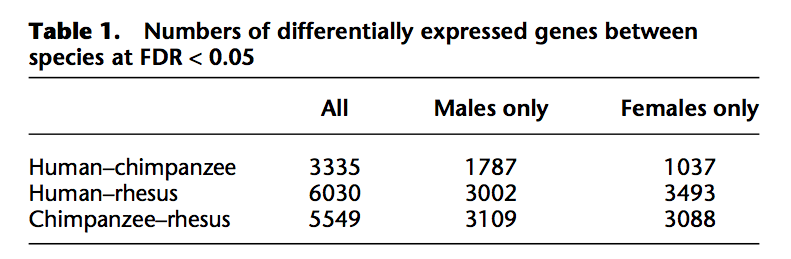 Table 1. Numbers of differentially expressed genes between
species at FDR < 0.05
All Males only Females only
Human–chimpanzee 3335 1787 1037
Human–rhesus 6030 3002 3493
Chimpanzee–rhesus 5549 3109 3088